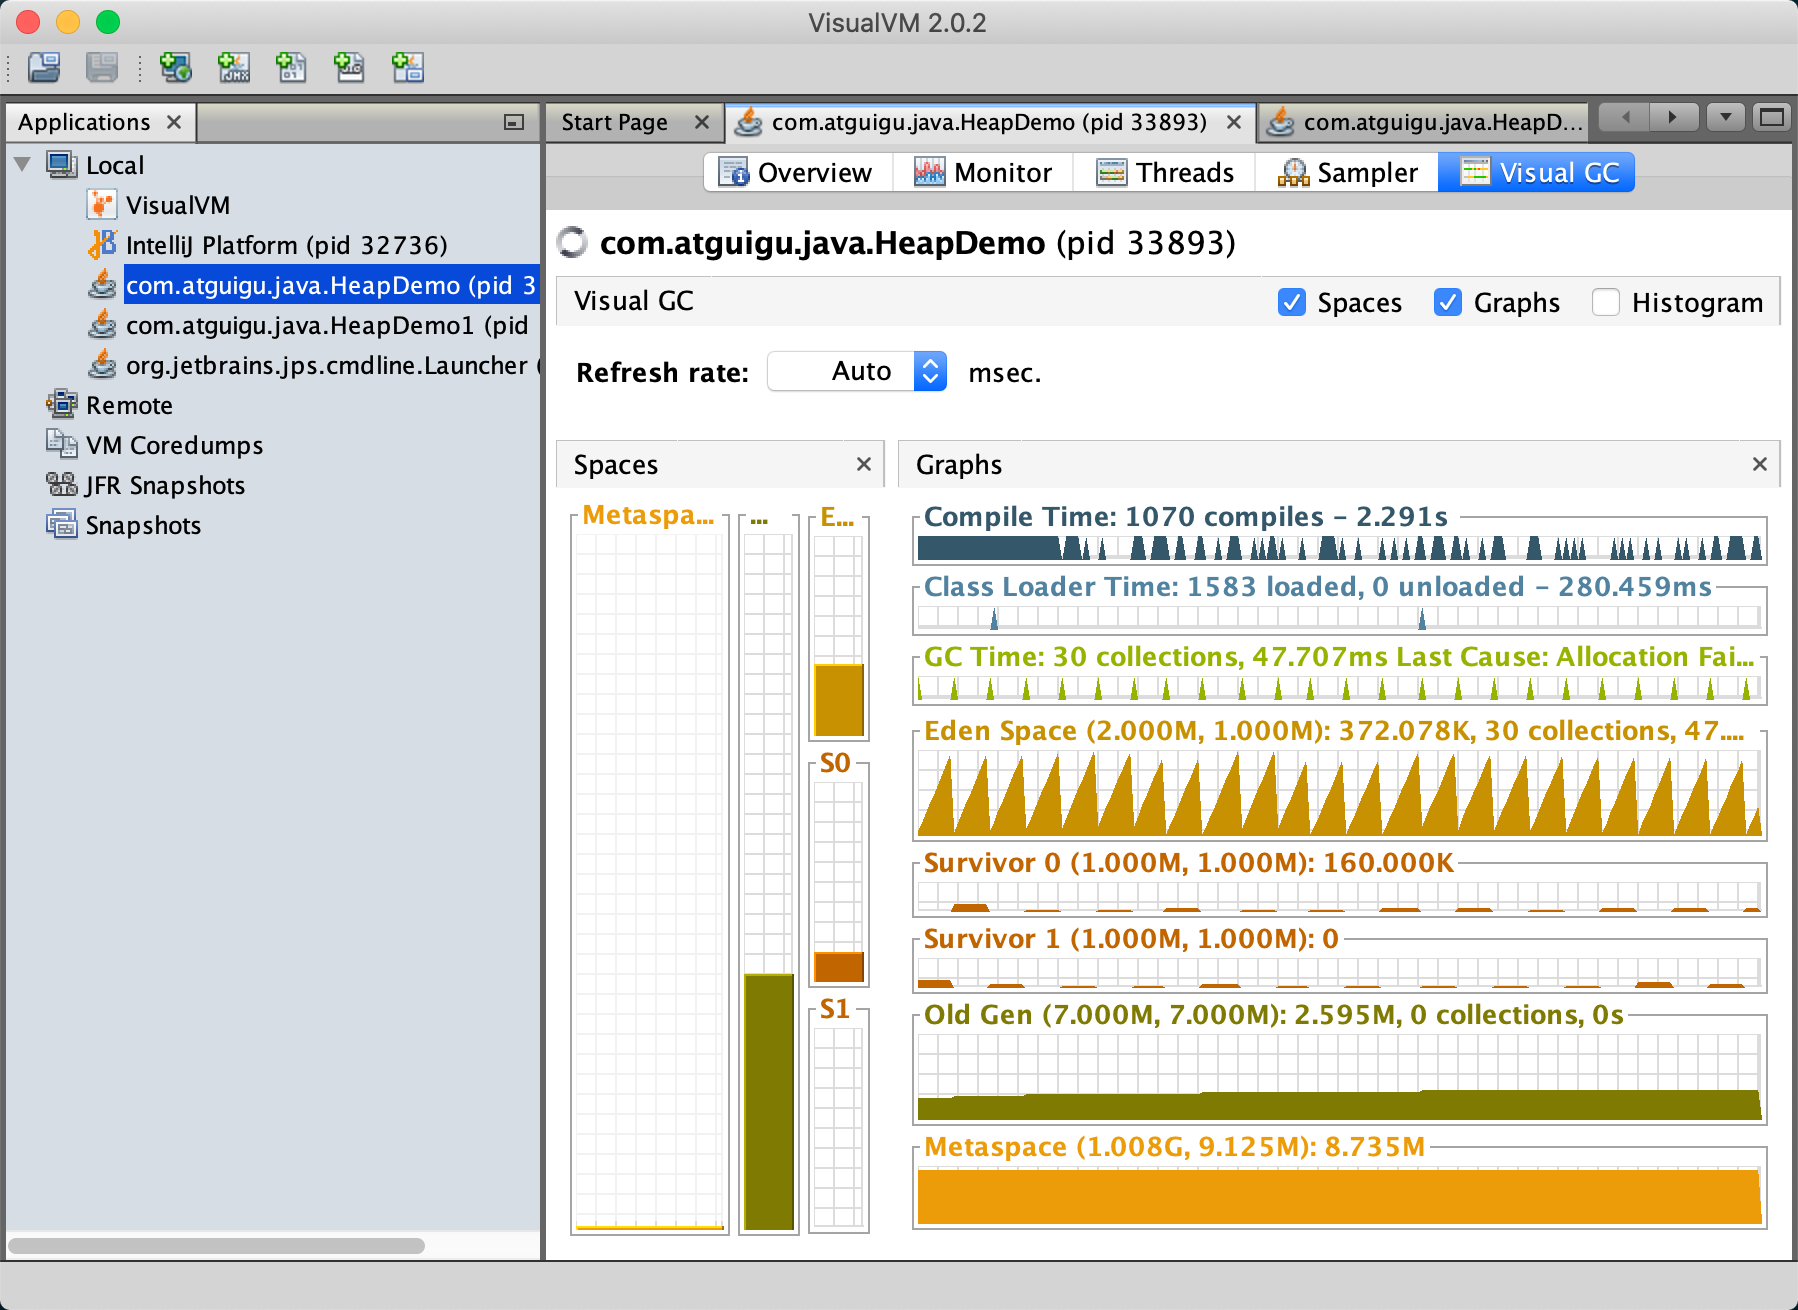 VisualVM 2.0.2
Applications
Start Page
com.atguigu.java.HeapDemo (pid 33893)
com.atguigu.java.HeapD...
Local
VisualVM
IntelliJ Platform (pid 32736)
com.atguigu.java.HeapDemo (pid 3
com.atguigu.java.HeapDemo1 (pid
org.jetbrains.jps.cmdline.Launcher (
Remote
VM Coredumps
JFR Snapshots
Snapshots
Overview
Monitor
Threads
Sampler
Visual GC
com.atguigu.java.HeapDemo (pid 33893)
Visual GC
Spaces
Graphs
Histogram
Refresh rate:
Auto
msec.
Spaces
Metaspa...
...
E...
S0
S1
Graphs
Compile Time: 1070 compiles - 2.291s
Class Loader Time: 1583 loaded, 0 unloaded - 280.459ms
GC Time: 30 collections, 47.707ms Last Cause: Allocation Fai...
Eden Space (2.000M, 1.000M): 372.078K, 30 collections, 47....
Survivor 0 (1.000M, 1.000M): 160.000K
Survivor 1 (1.000M, 1.000M): 0
Old Gen (7.000M, 7.000M): 2.595M, 0 collections, 0s
Metaspace (1.008G, 9.125M): 8.735M